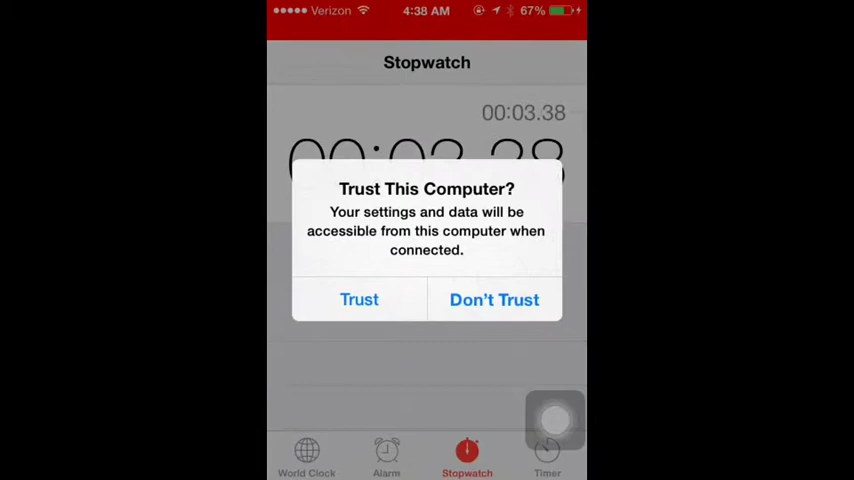 Verizon 4:38 AM 67%
Stopwatch
00:03.38
Trust This Computer?
Your settings and data will be
accessible from this computer when
connected.
Trust Don't Trust
World Clock Alarm Stopwatch Timer